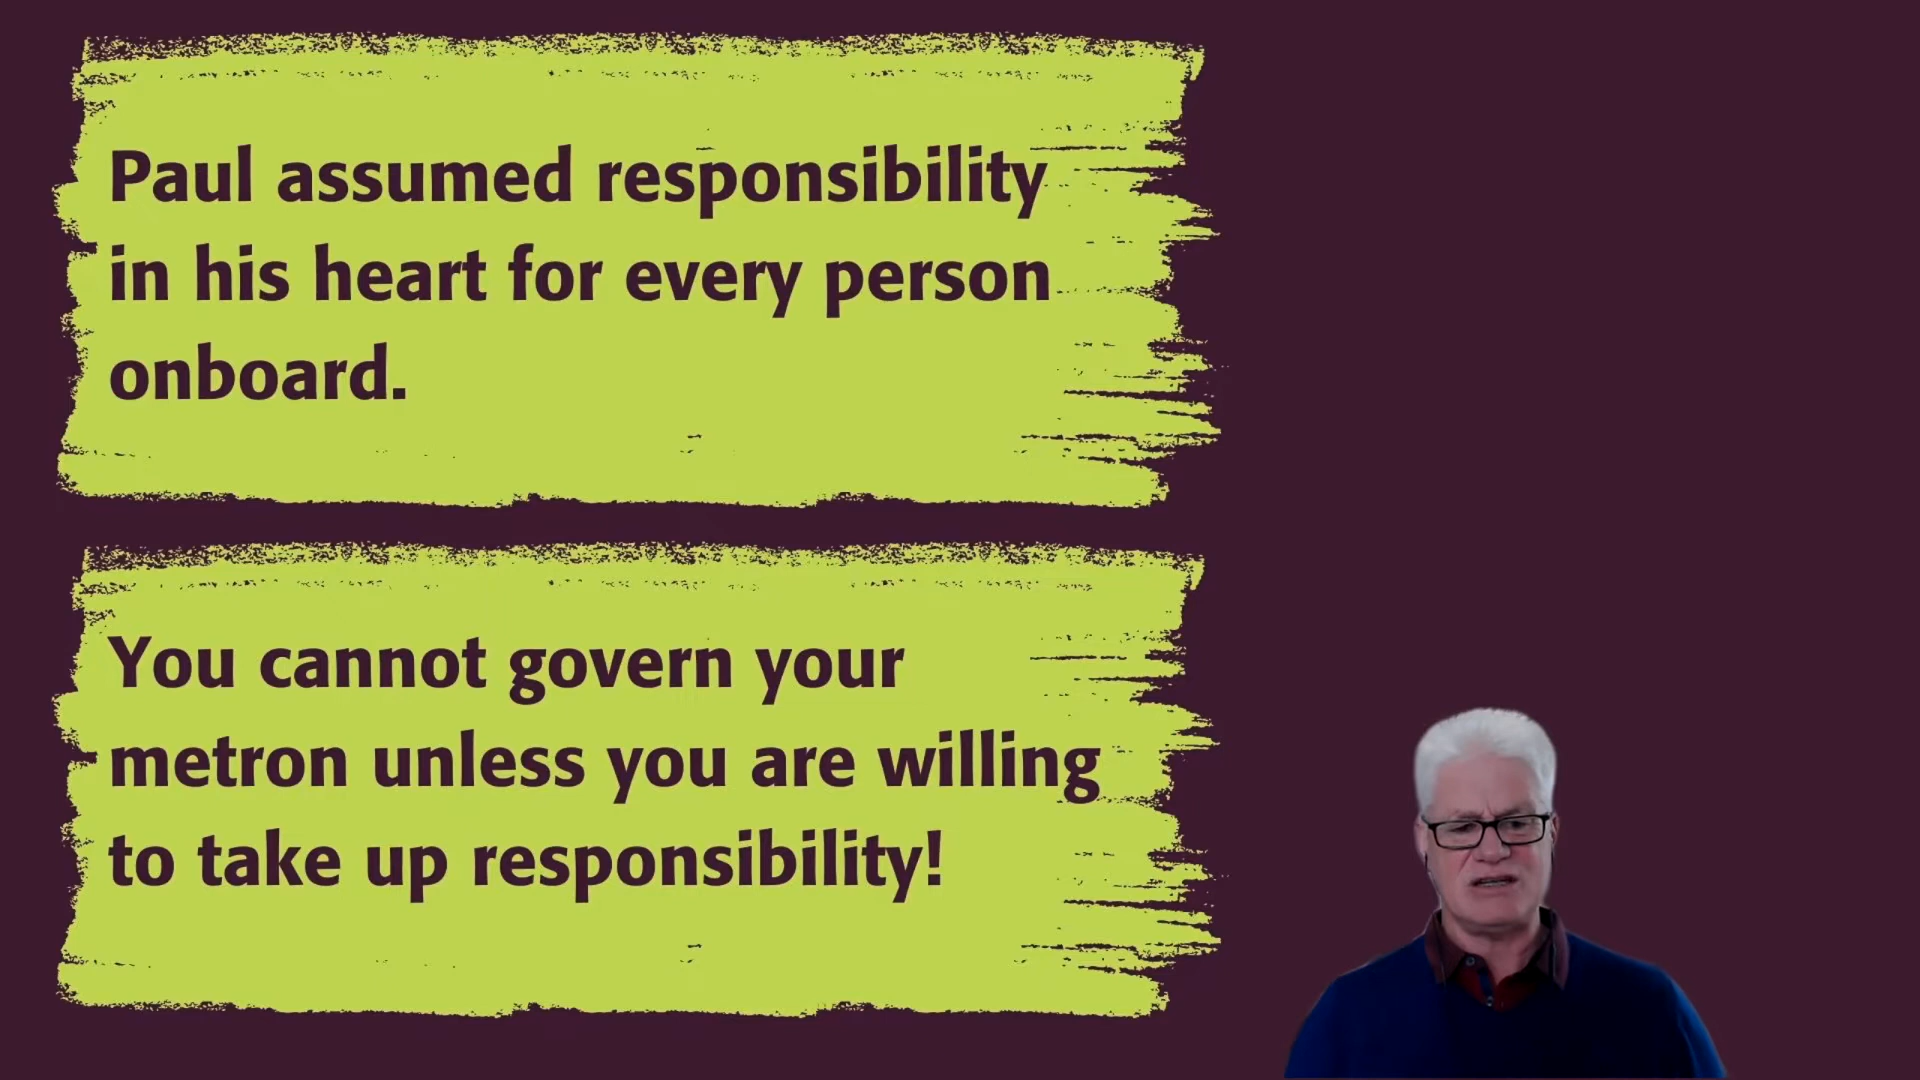 Paul assumed responsibility
in his heart for every person
onboard.
You cannot govern your
metron unless you are willing
to take up responsibility!